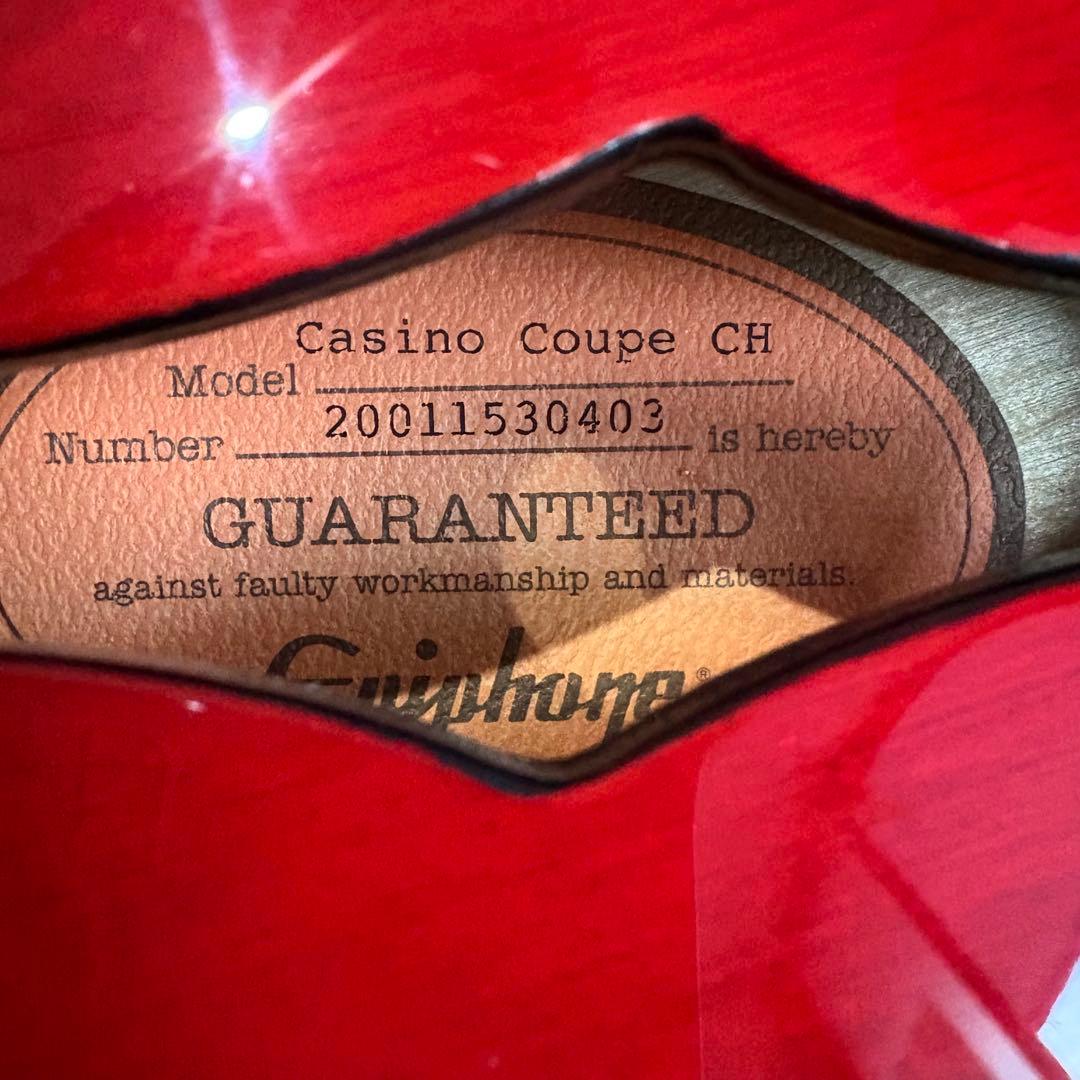 Casino Coupe CH
Model
20011530403
Number is hereby
GUARANTEED
against faulty workmanship and materials.
Epiphone®